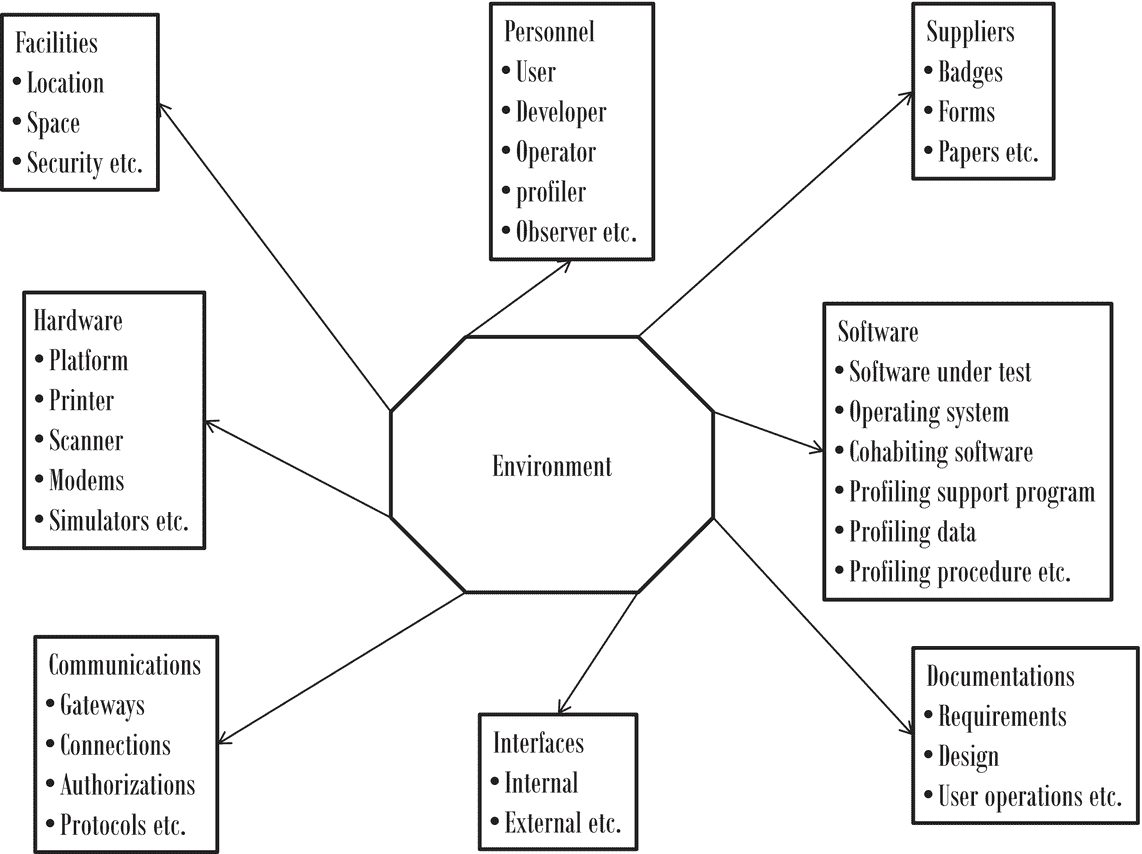 Facilities
• Location
• Space
• Security etc.
Personnel
• User
• Developer
• Operator
• profiler
• Observer etc.
Suppliers
• Badges
• Forms
• Papers etc.
Hardware
• Platform
• Printer
• Scanner
• Modems
• Simulators etc.
Environment
Software
• Software under test
• Operating system
• Cohabiting software
• Profiling support program
• Profiling data
• Profiling procedure etc.
Communications
• Gateways
• Connections
• Authorizations
• Protocols etc.
Interfaces
• Internal
• External etc.
Documentations
• Requirements
• Design
• User operations etc.